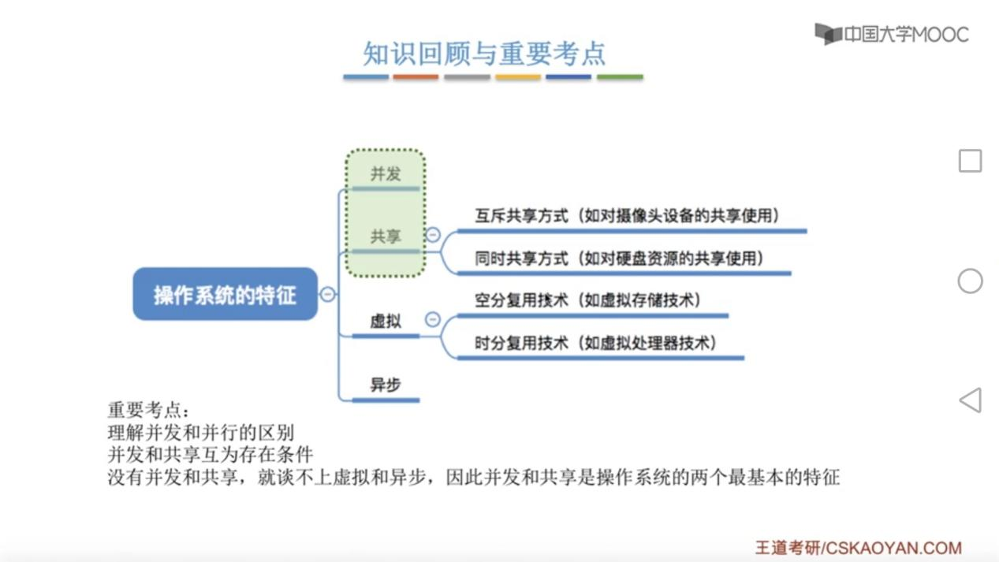 中国大学MOOC
知识回顾与重要考点
并发
共享
互斥共享方式（如对摄像头设备的共享使用）
同时共享方式（如对硬盘资源的共享使用）
操作系统的特征
虚拟
空分复用技术（如虚拟存储技术）
时分复用技术（如虚拟处理器技术）
异步
重要考点：
理解并发和并行的区别
并发和共享互为存在条件
没有并发和共享，就谈不上虚拟和异步，因此并发和共享是操作系统的两个最基本的特征
王道考研/CSKAOYAN.COM